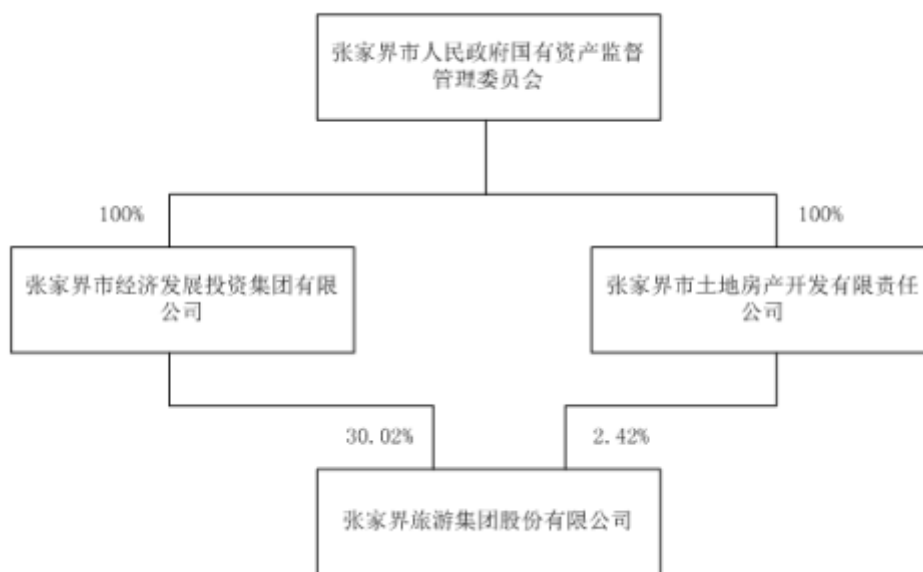 张家界市人民政府国有资产监督
管理委员会
100%
100%
张家界市经济发展投资集团有限
公司
张家界市土地房产开发有限责任
公司
30.02%
2.42%
张家界旅游集团股份有限公司